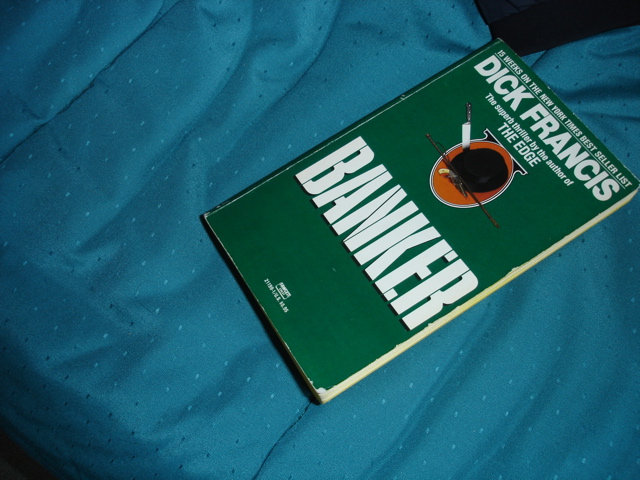 15 WEEKS ON THE NEW YORK TIMES BEST SELLER LIST
DICK FRANCIS
The superb thriller by the author of
THE EDGE
BANKER